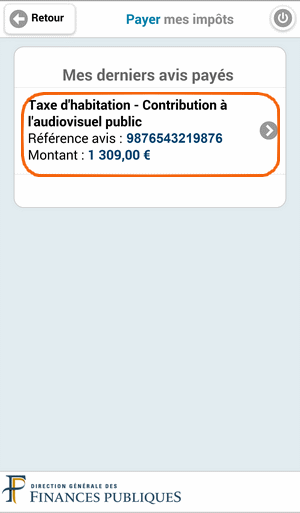 Retour
Payer mes impôts
Mes derniers avis payés
Taxe d'habitation - Contribution à
l'audiovisuel public
Référence avis : 9876543219876
Montant : 1 309,00 €
DIRECTION GÉNÉRALE DES
FINANCES PUBLIQUES